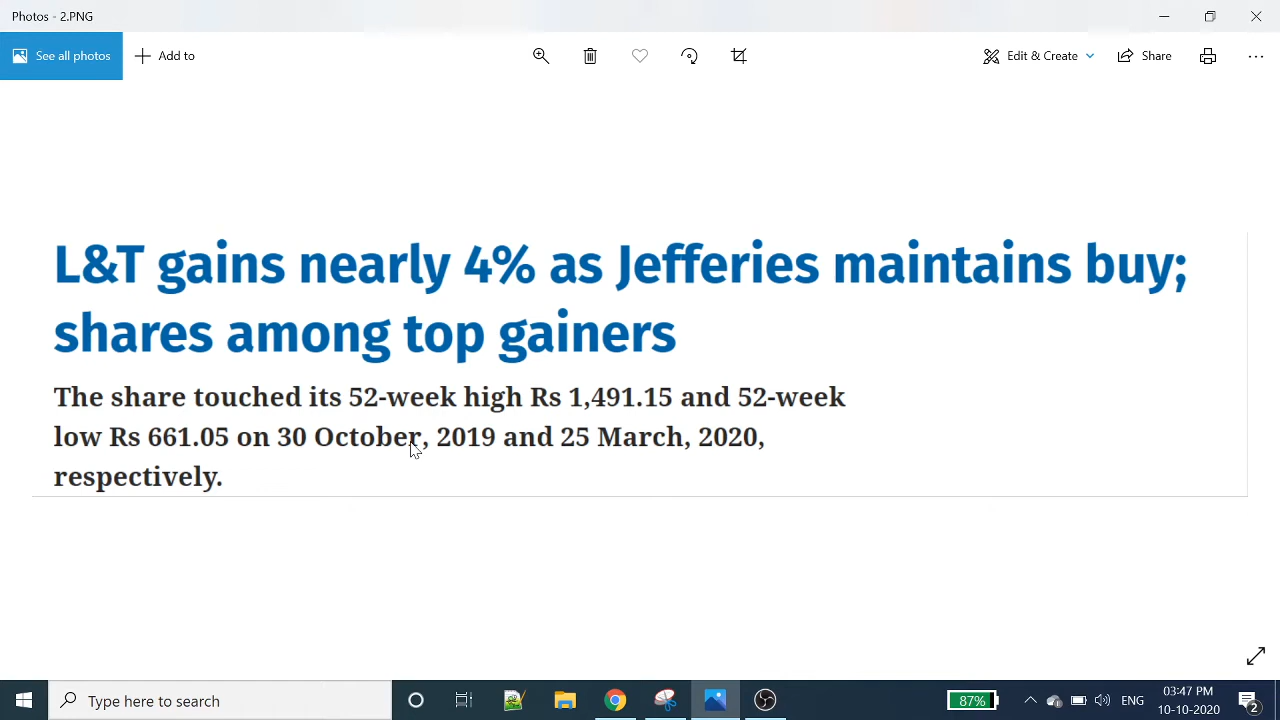 Photos - 2.PNG
See all photos
Add to
Edit & Create
Share
L&T gains nearly 4% as Jefferies maintains buy;
shares among top gainers
The share touched its 52-week high Rs 1,491.15 and 52-week
low Rs 661.05 on 30 October, 2019 and 25 March, 2020,
respectively.
Type here to search
87%
ENG
03:47 PM
10-10-2020
2